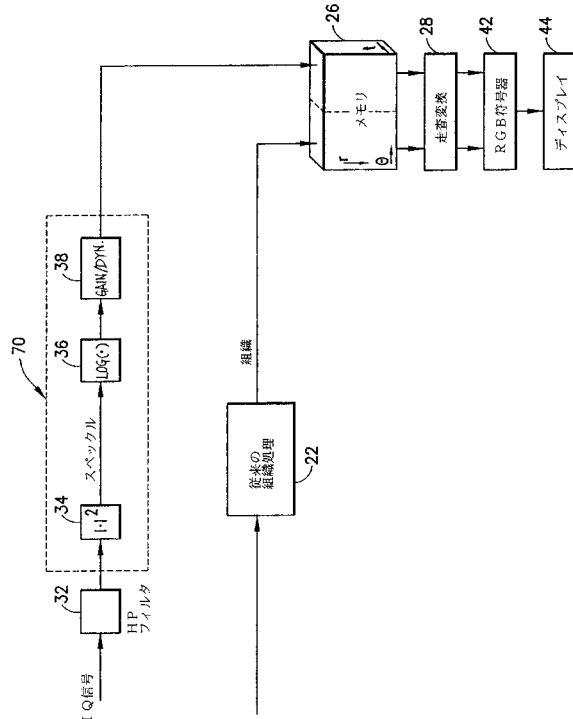 70
IQ信号
32
HP
フィルタ
34
|・|²
スペックル
36
LOG(・)
38
GAIN/DYN.
従来の
組織処理
22
組織
26
メモリ
r
θ
t
走査変換
28
RGB符号器
42
ディスプレイ
44